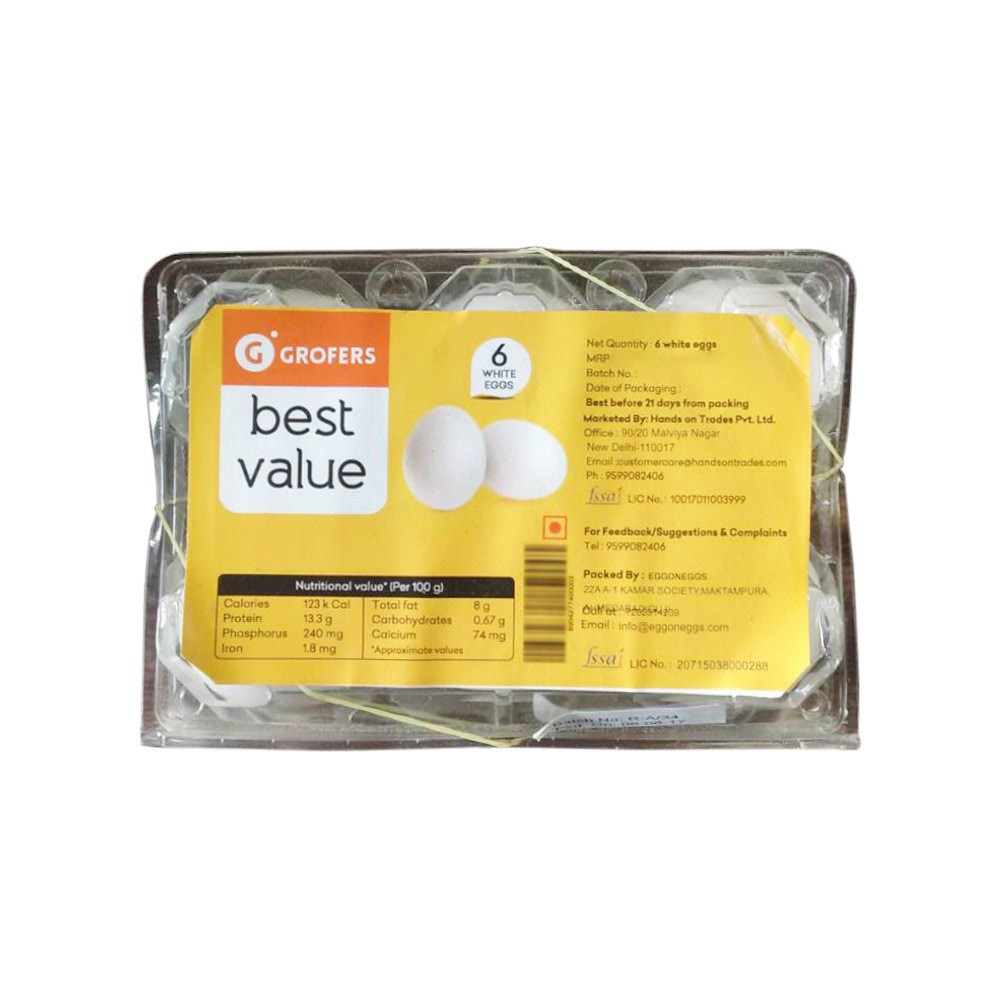 G GROFERS
best
value
6
WHITE
EGGS
Net Quantity : 6 white eggs
MRP
Batch No. :
Date of Packaging :
Best before 21 days from packing
Marketed By: Hands on Trades Pvt. Ltd.
Office : 90/20 Malviya Nagar
New Delhi-110017
Email :customercare@handsontrades.com
Ph : 9599082406
fssai LIC No. : 10017011003999
For Feedback/Suggestions & Complaints
Tel : 9599082406
Packed By : EGGONEGGS
22A A-1 KAMAR SOCIETY,MAKTAMPURA,
Call at :
Email : info@eggoneggs.com
fssai LIC No. : 20715038000288
Nutritional value* (Per 100 g)
Calories 123 k Cal Total fat 8 g
Protein 13.3 g Carbohydrates 0.67 g
Phosphorus 240 mg Calcium 74 mg
Iron 1.8 mg *Approximate values
Batch No: R-A/34